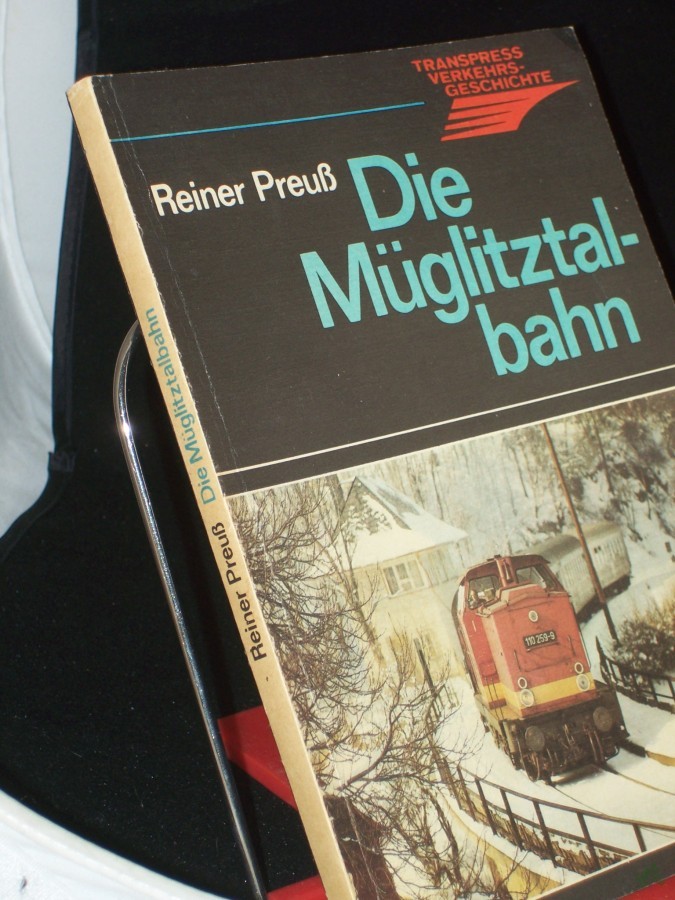 TRANSPRESS
VERKEHRS-
GESCHICHTE
Reiner Preuß
Die
Müglitztal-
bahn
Reiner Preuß Die Müglitztalbahn
110 259-9